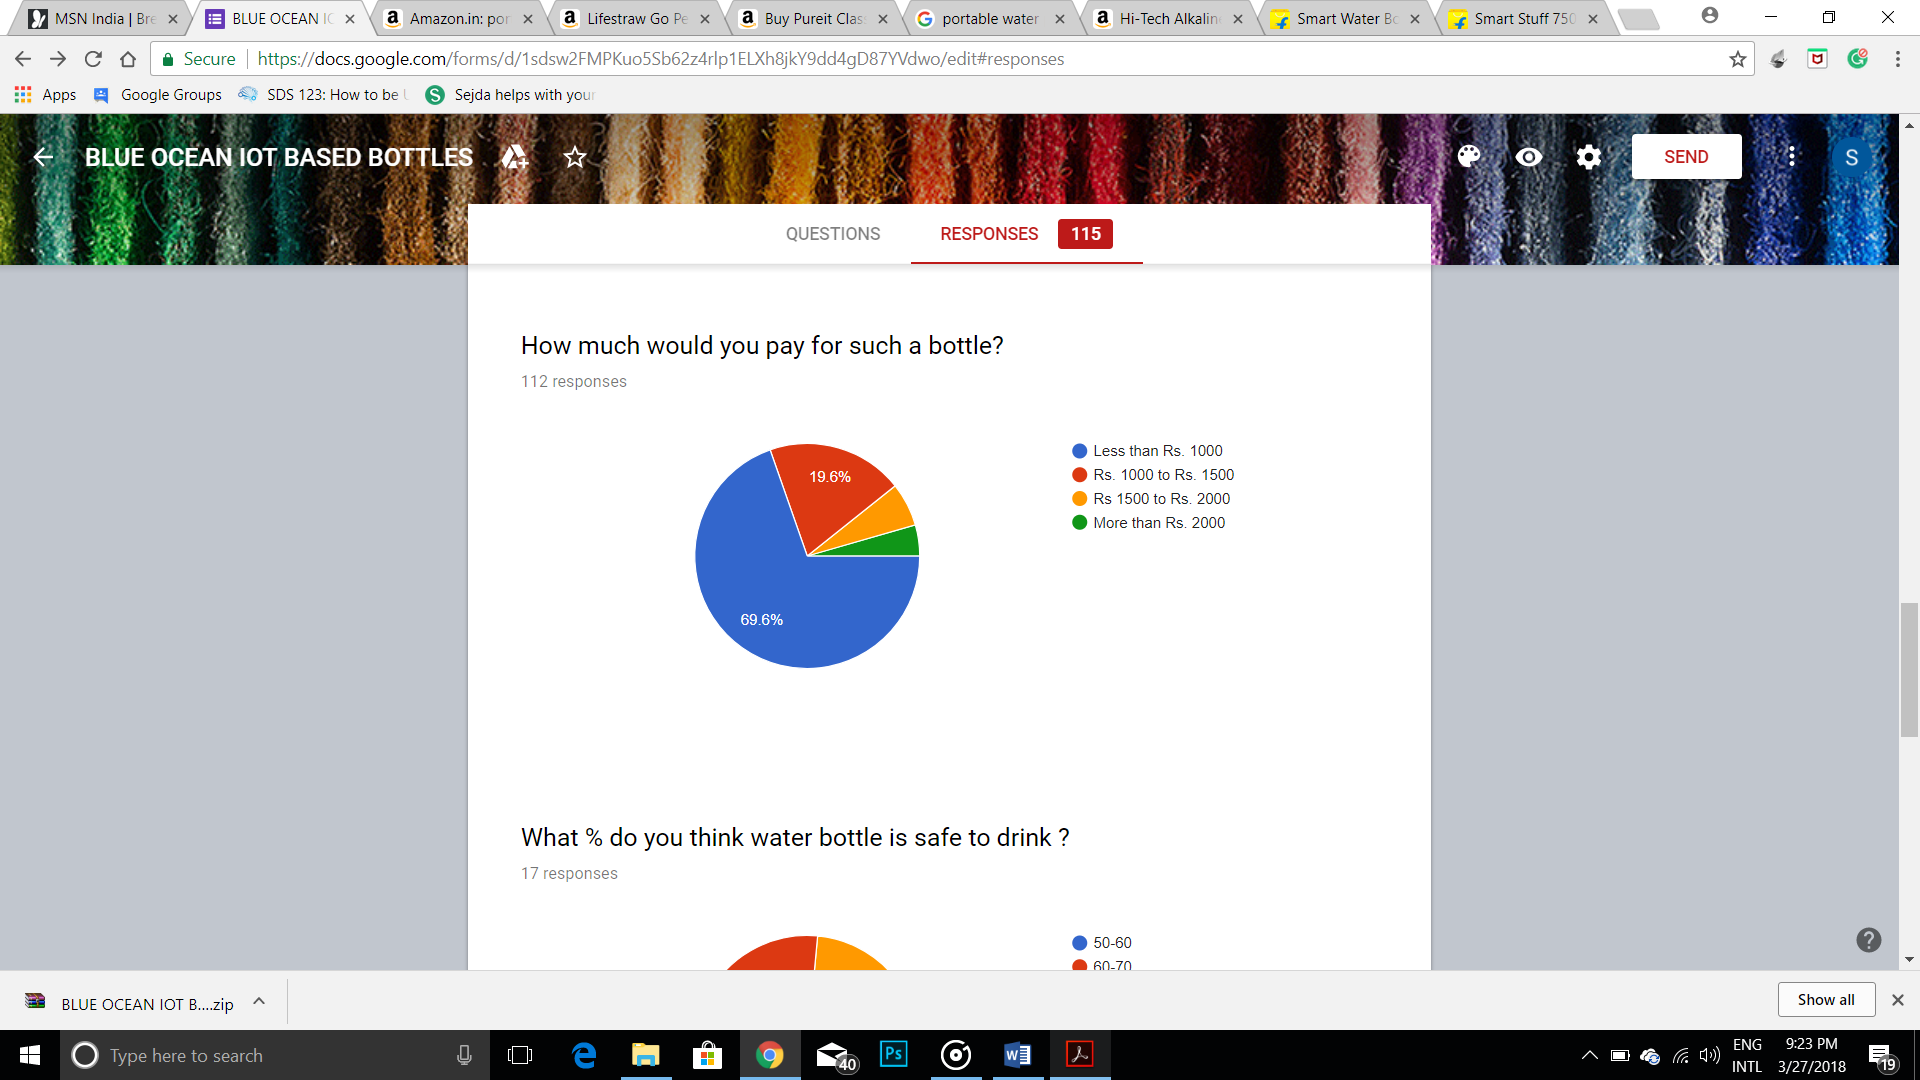 MSN India | Bre
BLUE OCEAN IO
Amazon.in: por
Lifestraw Go Pe
Buy Pureit Clas
portable water
Hi-Tech Alkalin
Smart Water Bo
Smart Stuff 750
Secure
https://docs.google.com/forms/d/1sdsw2FMPKuo5Sb62z4rlp1ELXh8jkY9dd4gD87YVdwo/edit#responses
Apps
Google Groups
SDS 123: How to be U
Sejda helps with your
BLUE OCEAN IOT BASED BOTTLES
SEND
S
QUESTIONS
RESPONSES
115
How much would you pay for such a bottle?
112 responses
19.6%
69.6%
Less than Rs. 1000
Rs. 1000 to Rs. 1500
Rs 1500 to Rs. 2000
More than Rs. 2000
What % do you think water bottle is safe to drink ?
17 responses
50-60
60-70
BLUE OCEAN IOT B....zip
Show all
Type here to search
40
Ps
ENG
INTL
9:23 PM
3/27/2018
19